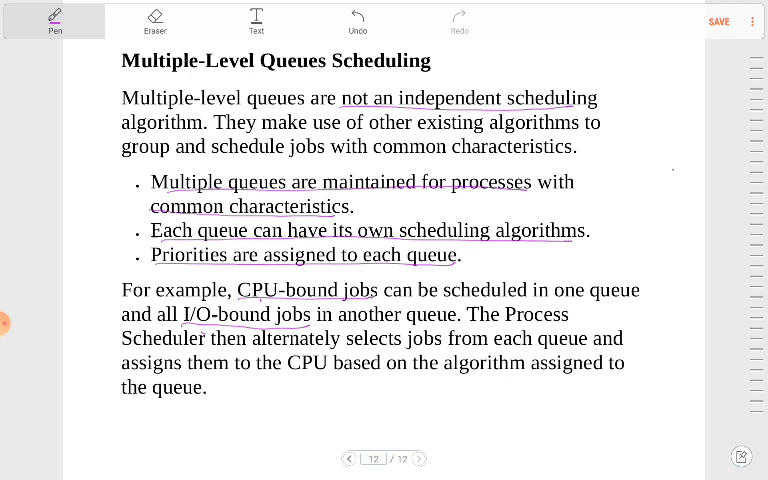 Pen
Eraser
Text
Undo
Redo
SAVE
Multiple-Level Queues Scheduling
Multiple-level queues are not an independent scheduling
algorithm. They make use of other existing algorithms to
group and schedule jobs with common characteristics.
• Multiple queues are maintained for processes with
common characteristics.
• Each queue can have its own scheduling algorithms.
• Priorities are assigned to each queue.
For example, CPU-bound jobs can be scheduled in one queue
and all I/O-bound jobs in another queue. The Process
Scheduler then alternately selects jobs from each queue and
assigns them to the CPU based on the algorithm assigned to
the queue.
12 / 12